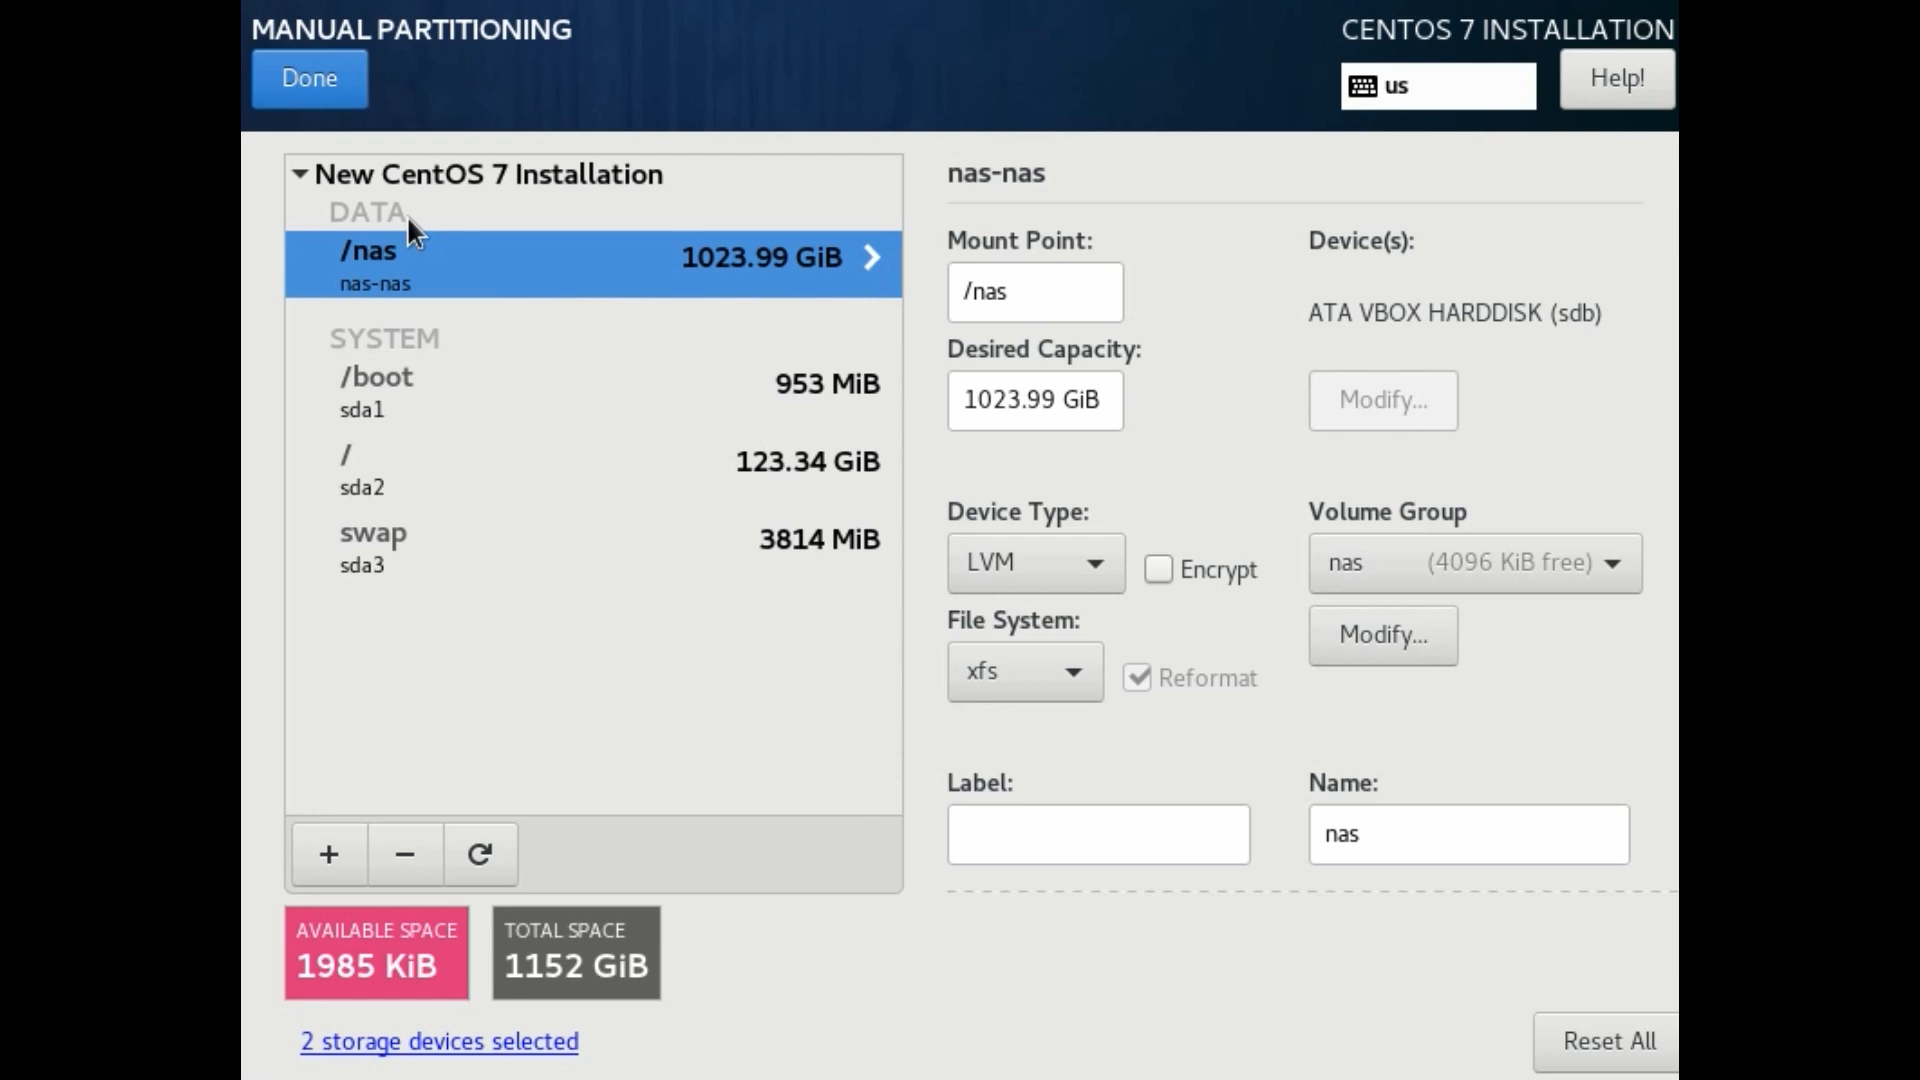 MANUAL PARTITIONING
CENTOS 7 INSTALLATION
Done
us
Help!
New CentOS 7 Installation
DATA
/nas
1023.99 GiB
nas-nas
SYSTEM
/boot
953 MiB
sda1
/
123.34 GiB
sda2
swap
3814 MiB
sda3
+
−
AVAILABLE SPACE
1985 KiB
TOTAL SPACE
1152 GiB
2 storage devices selected
nas-nas
Mount Point:
/nas
Device(s):
ATA VBOX HARDDISK (sdb)
Desired Capacity:
1023.99 GiB
Modify...
Device Type:
LVM
Encrypt
Volume Group
nas (4096 KiB free)
File System:
xfs
Reformat
Modify...
Label:
Name:
nas
Reset All